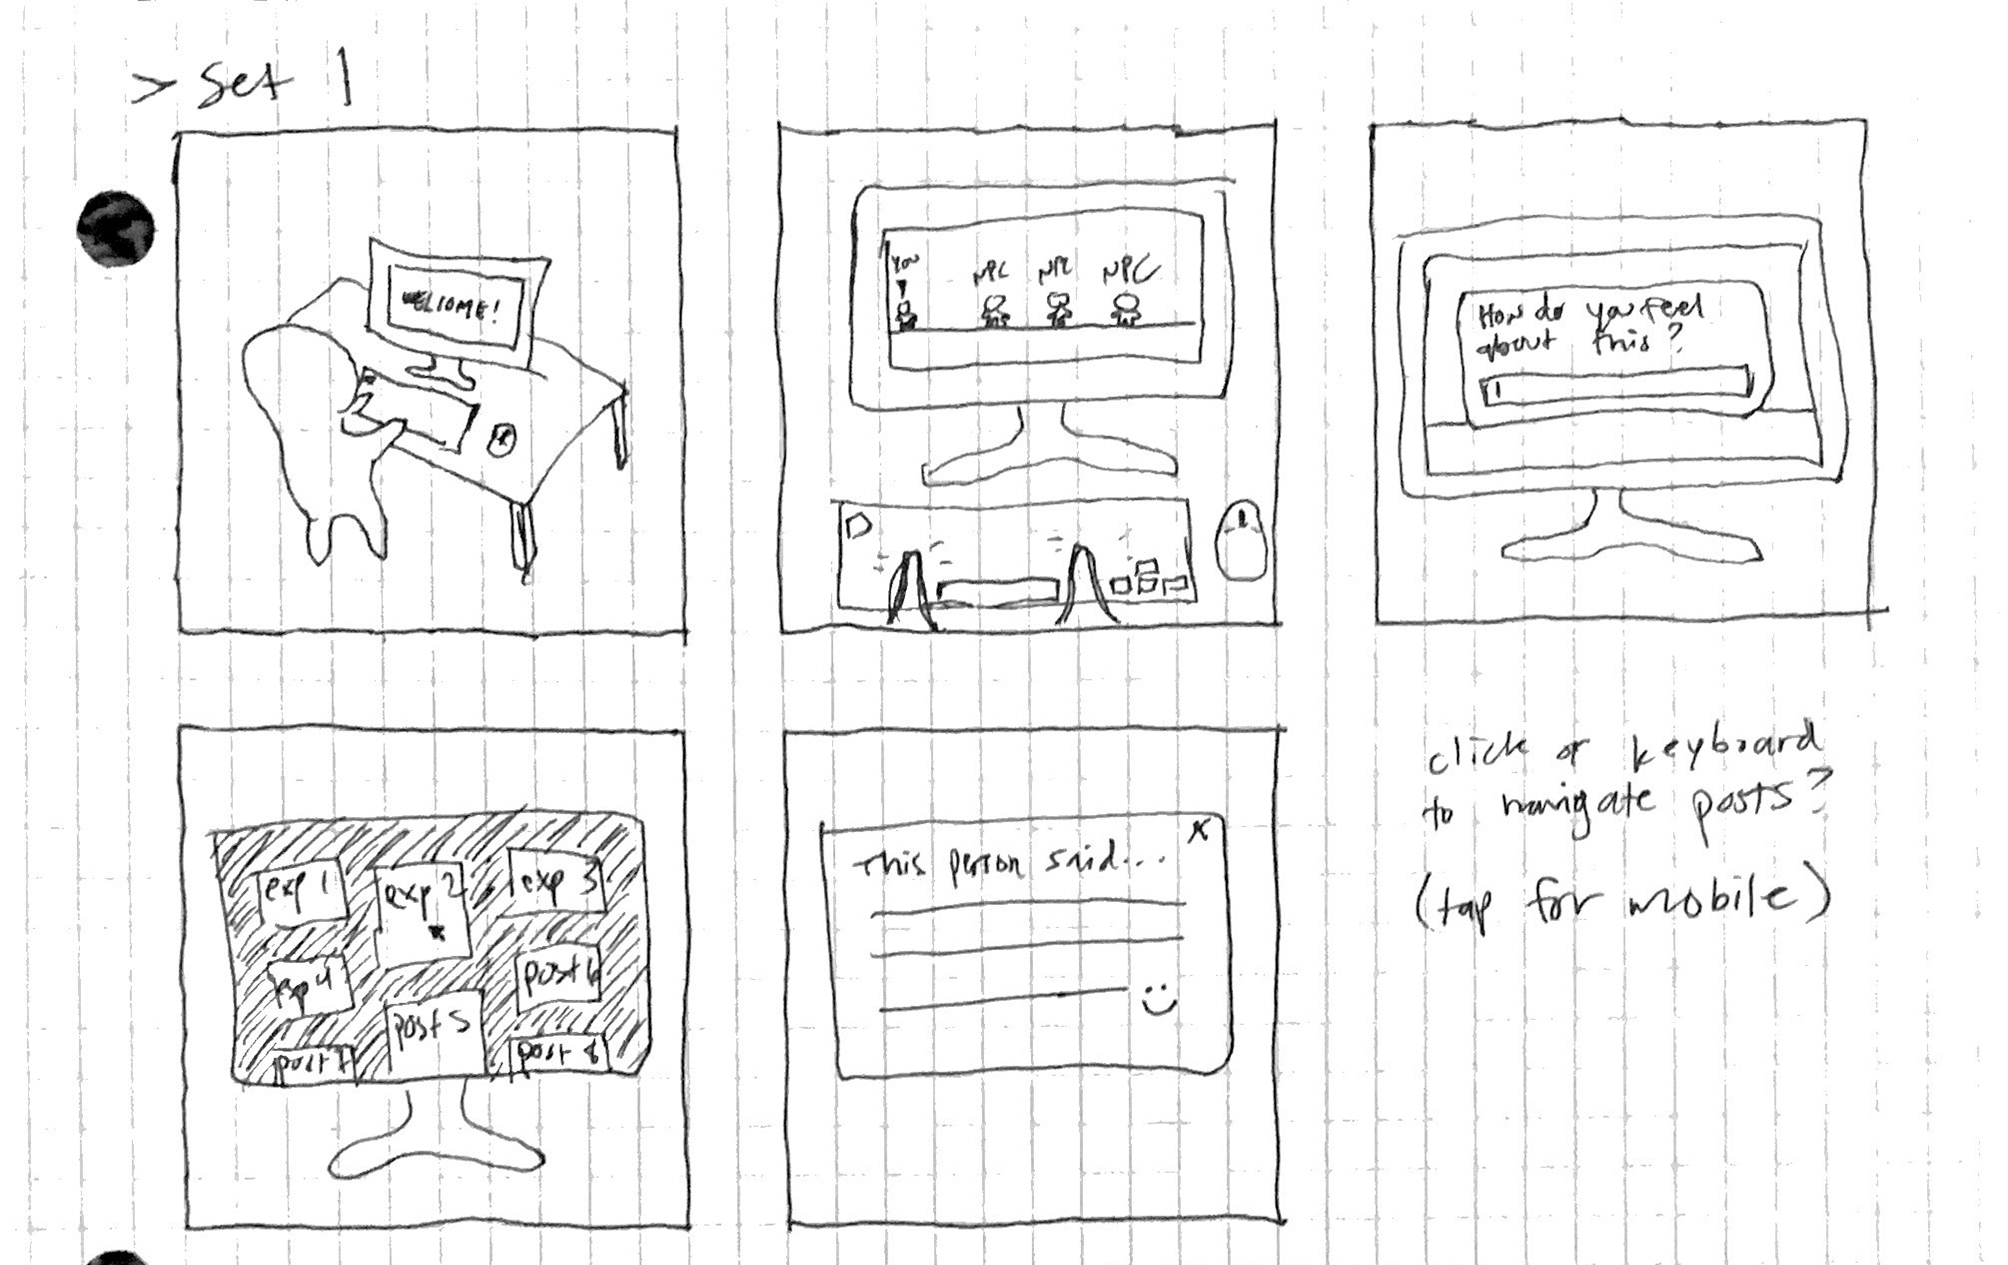 > Set 1
WELCOME!
You
NPC NPC NPC
How do you feel
about this?
exp 1 exp 2 exp 3
exp 4 post 6
post 5
post 7 post 8
x
This person said...
click or keyboard
to navigate posts?
(tap for mobile)